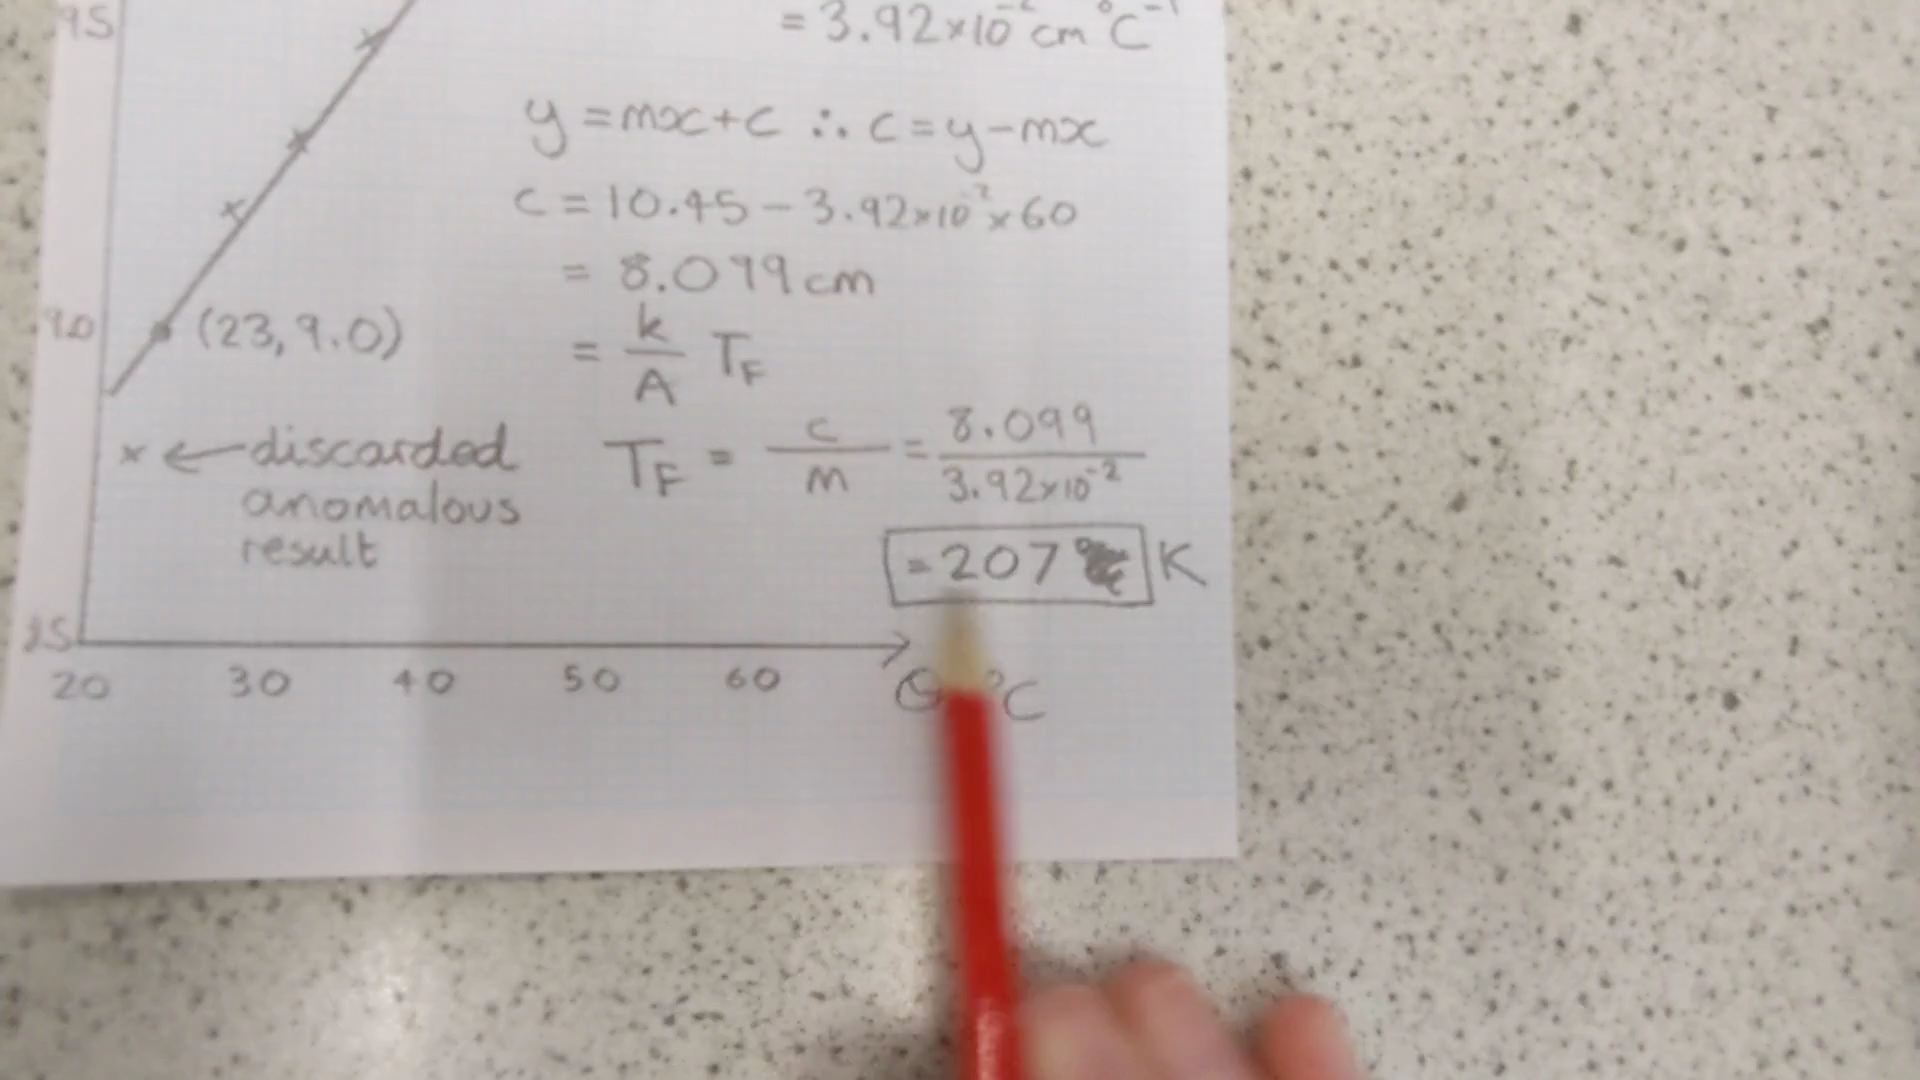 9.5
= 3.92×10⁻² cm °C⁻¹
y = mx + c ∴ c = y - mx
c = 10.45 - 3.92×10⁻² × 60
= 8.099 cm
9.0
(23, 9.0)
= k/A T_F
T_F = c/m = 8.099/3.92×10⁻²
× ← discarded
anomalous
result
= 207 K
20 30 40 50 60
°C